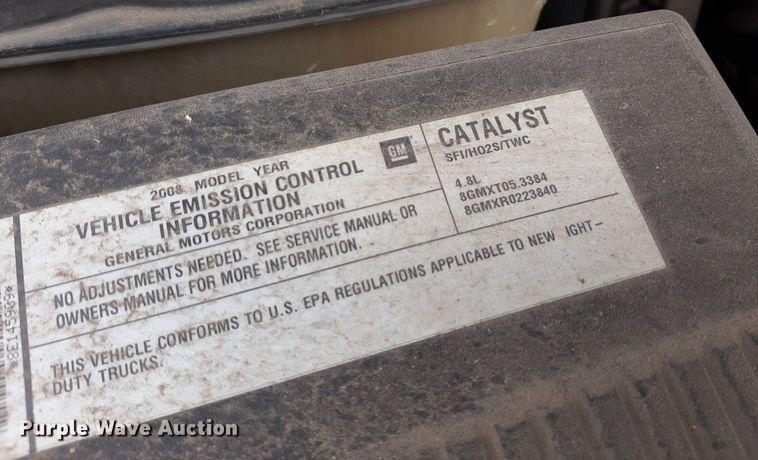 2008 MODEL YEAR
VEHICLE EMISSION CONTROL
INFORMATION
GENERAL MOTORS CORPORATION
GM
CATALYST
SFI/HO2S/TWC
4.8L
8GMXT05.3384
8GMXR0223840
NO ADJUSTMENTS NEEDED. SEE SERVICE MANUAL OR
OWNERS MANUAL FOR MORE INFORMATION.
THIS VEHICLE CONFORMS TO U.S. EPA REGULATIONS APPLICABLE TO NEW IGHT-
DUTY TRUCKS.
Purple Wave Auction